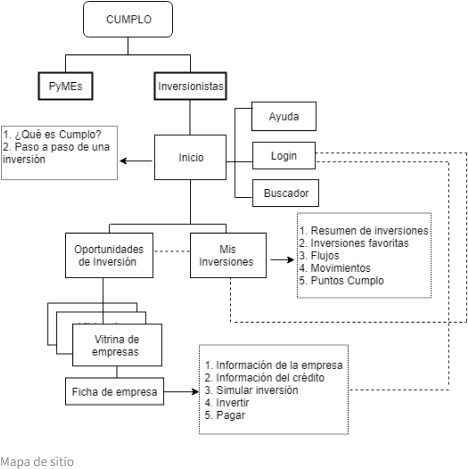 CUMPLO
PyMEs
Inversionistas
1. ¿Qué es Cumplo?
2. Paso a paso de una
inversión
Inicio
Ayuda
Login
Buscador
Oportunidades
de Inversión
Mis
Inversiones
1. Resumen de inversiones
2. Inversiones favoritas
3. Flujos
4. Movimientos
5. Puntos Cumplo
Vitrina de
empresas
Ficha de empresa
1. Información de la empresa
2. Información del crédito
3. Simular inversión
4. Invertir
5. Pagar
Mapa de sitio